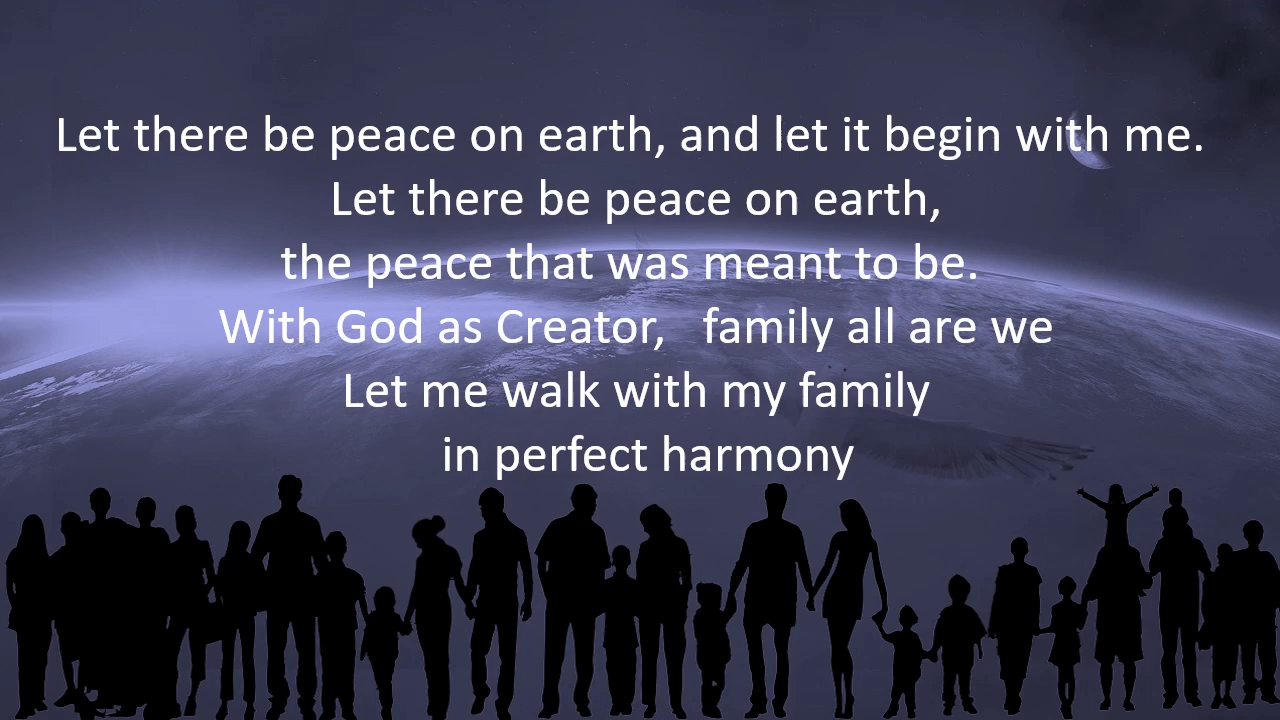 Let there be peace on earth, and let it begin with me.
Let there be peace on earth,
the peace that was meant to be.
With God as Creator,   family all are we
Let me walk with my family
in perfect harmony